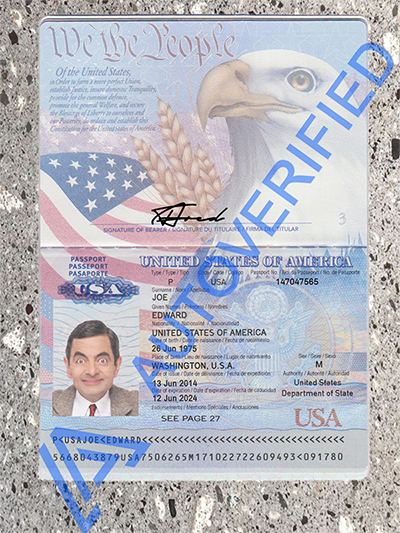 We the People
Of the United States,
in Order to form a more perfect Union,
establish Justice, insure domestic Tranquility,
provide for the common defence,
promote the general Welfare, and secure
the Blessings of Liberty to ourselves and
our Posterity, do ordain and establish this
Constitution for the United States of America.
SIGNATURE OF BEARER / SIGNATURE DU TITULAIRE / FIRMA DEL TITULAR
3
AUTOVERIFIED
PASSPORT
PASSEPORT
PASAPORTE
USA
UNITED STATES OF AMERICA
Type / Type / Tipo Code / Code / Código Passport No. / No. du Passeport / No. de Pasaporte
P USA 147047565
Surname / Nom / Apellidos
JOE
Given Names / Prénoms / Nombres
EDWARD
Nationality / Nationalité / Nacionalidad
UNITED STATES OF AMERICA
Date of birth / Date de naissance / Fecha de nacimiento
26 Jun 1975
Place of birth / Lieu de naissance / Lugar de nacimiento Sex / Sexe / Sexo
WASHINGTON, U.S.A. M
Date of issue / Date de délivrance / Fecha de expedición Authority / Autorité / Autoridad
13 Jun 2014 United States
Date of expiration / Date d'expiration / Fecha de caducidad Department of State
12 Jun 2024
Endorsements / Mentions Spéciales / Anotaciones
SEE PAGE 27
USA